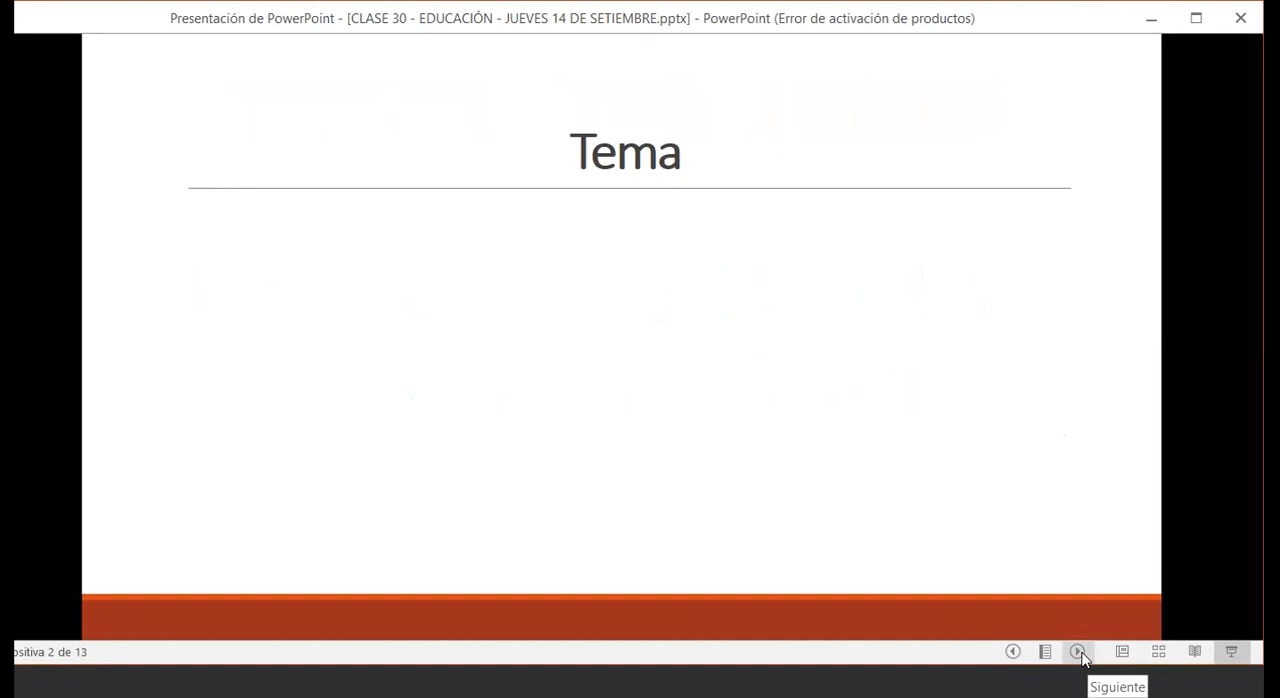 Presentación de PowerPoint - [CLASE 30 - EDUCACIÓN - JUEVES 14 DE SETIEMBRE.pptx] - PowerPoint (Error de activación de productos)
Tema
ositiva 2 de 13
Siguiente